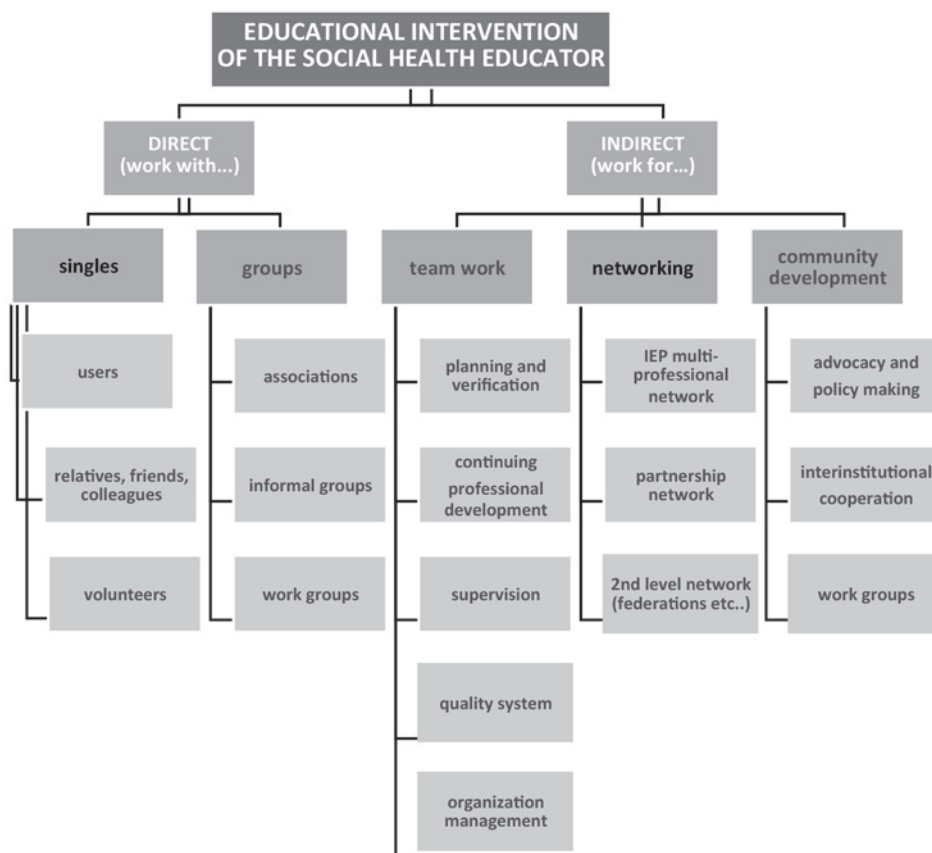 EDUCATIONAL INTERVENTION
OF THE SOCIAL HEALTH EDUCATOR
DIRECT
(work with...)
INDIRECT
(work for...)
singles
groups
team work
networking
community
development
users
associations
planning and
verification
IEP multi-
professional
network
advocacy and
policy making
relatives, friends,
colleagues
informal groups
continuing
professional
development
partnership
network
interinstitutional
cooperation
volunteers
work groups
supervision
2nd level network
(federations etc..)
work groups
quality system
organization
management